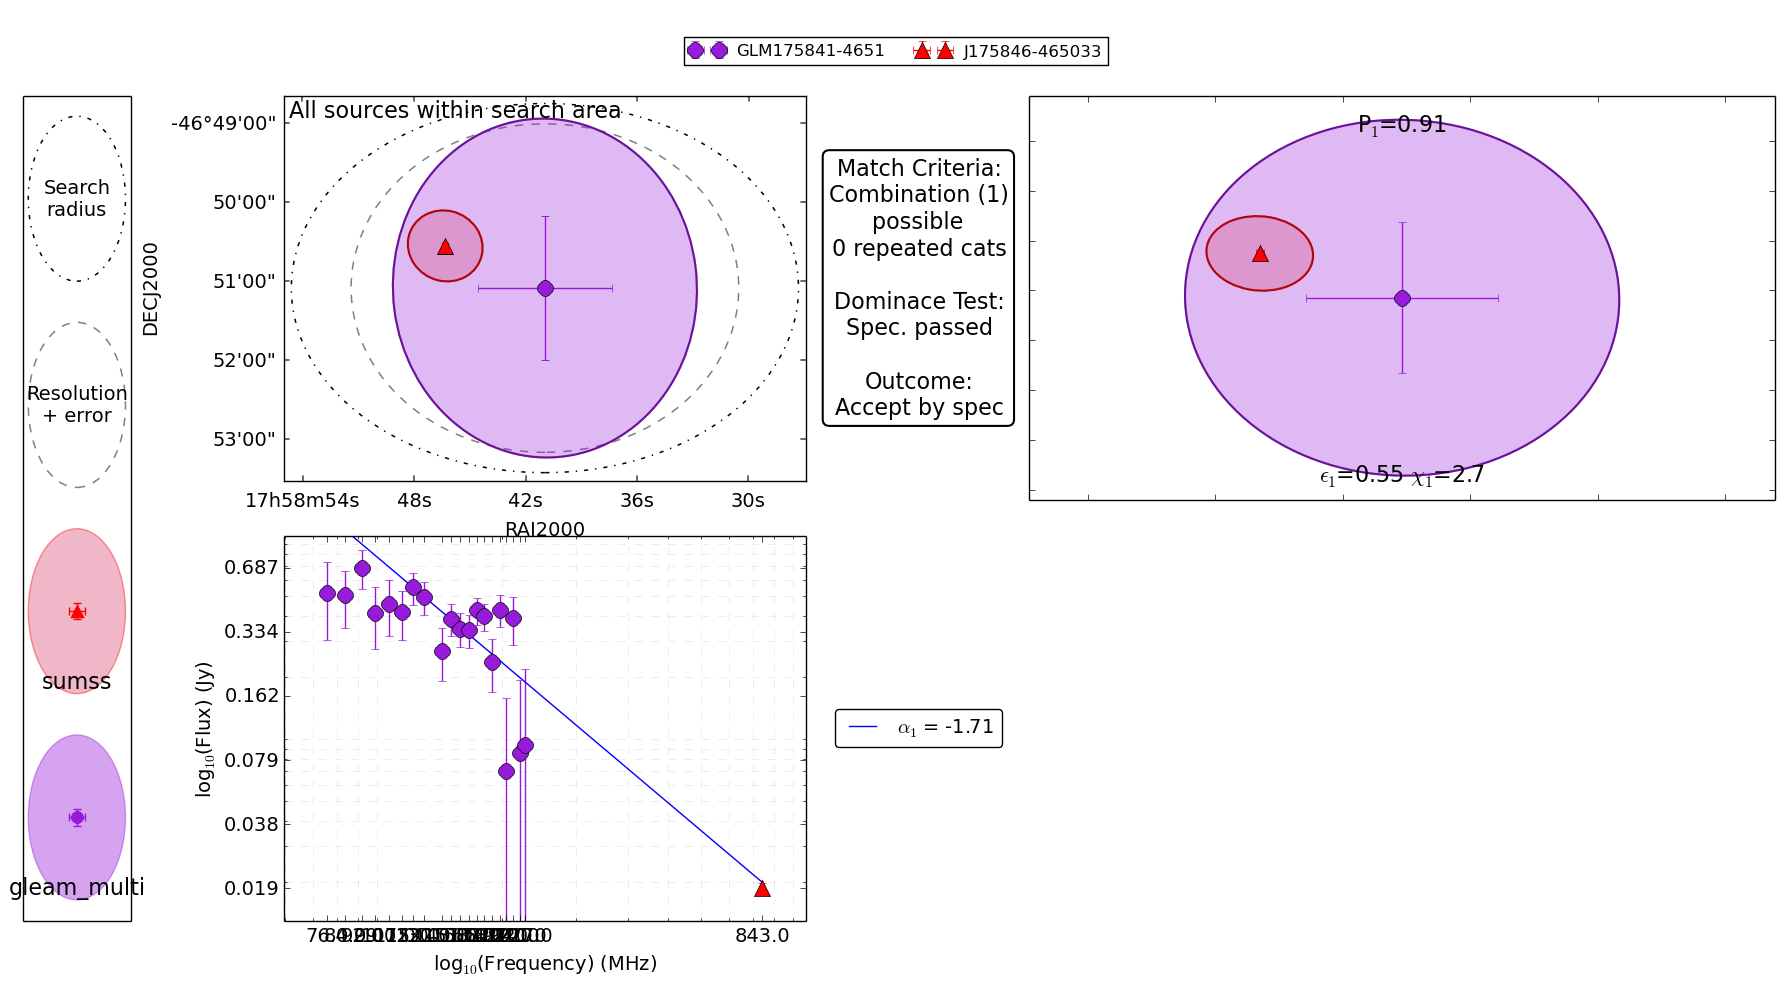 GLM175841-4651 J175846-465033
All sources within search area
Search
radius
Resolution
+ error
sumss
gleam_multi
DECJ2000
-46°49'00"
50'00"
51'00"
52'00"
53'00"
17h58m54s 48s 42s 36s 30s
RAJ2000
Match Criteria:
Combination (1)
possible
0 repeated cats
Dominace Test:
Spec. passed
Outcome:
Accept by spec
P₁=0.91
ϵ₁=0.55 χ₁=2.7
log₁₀(Flux) (Jy)
0.687
0.334
0.162
0.079
0.038
0.019
843.0
log₁₀(Frequency) (MHz)
α₁ = -1.71